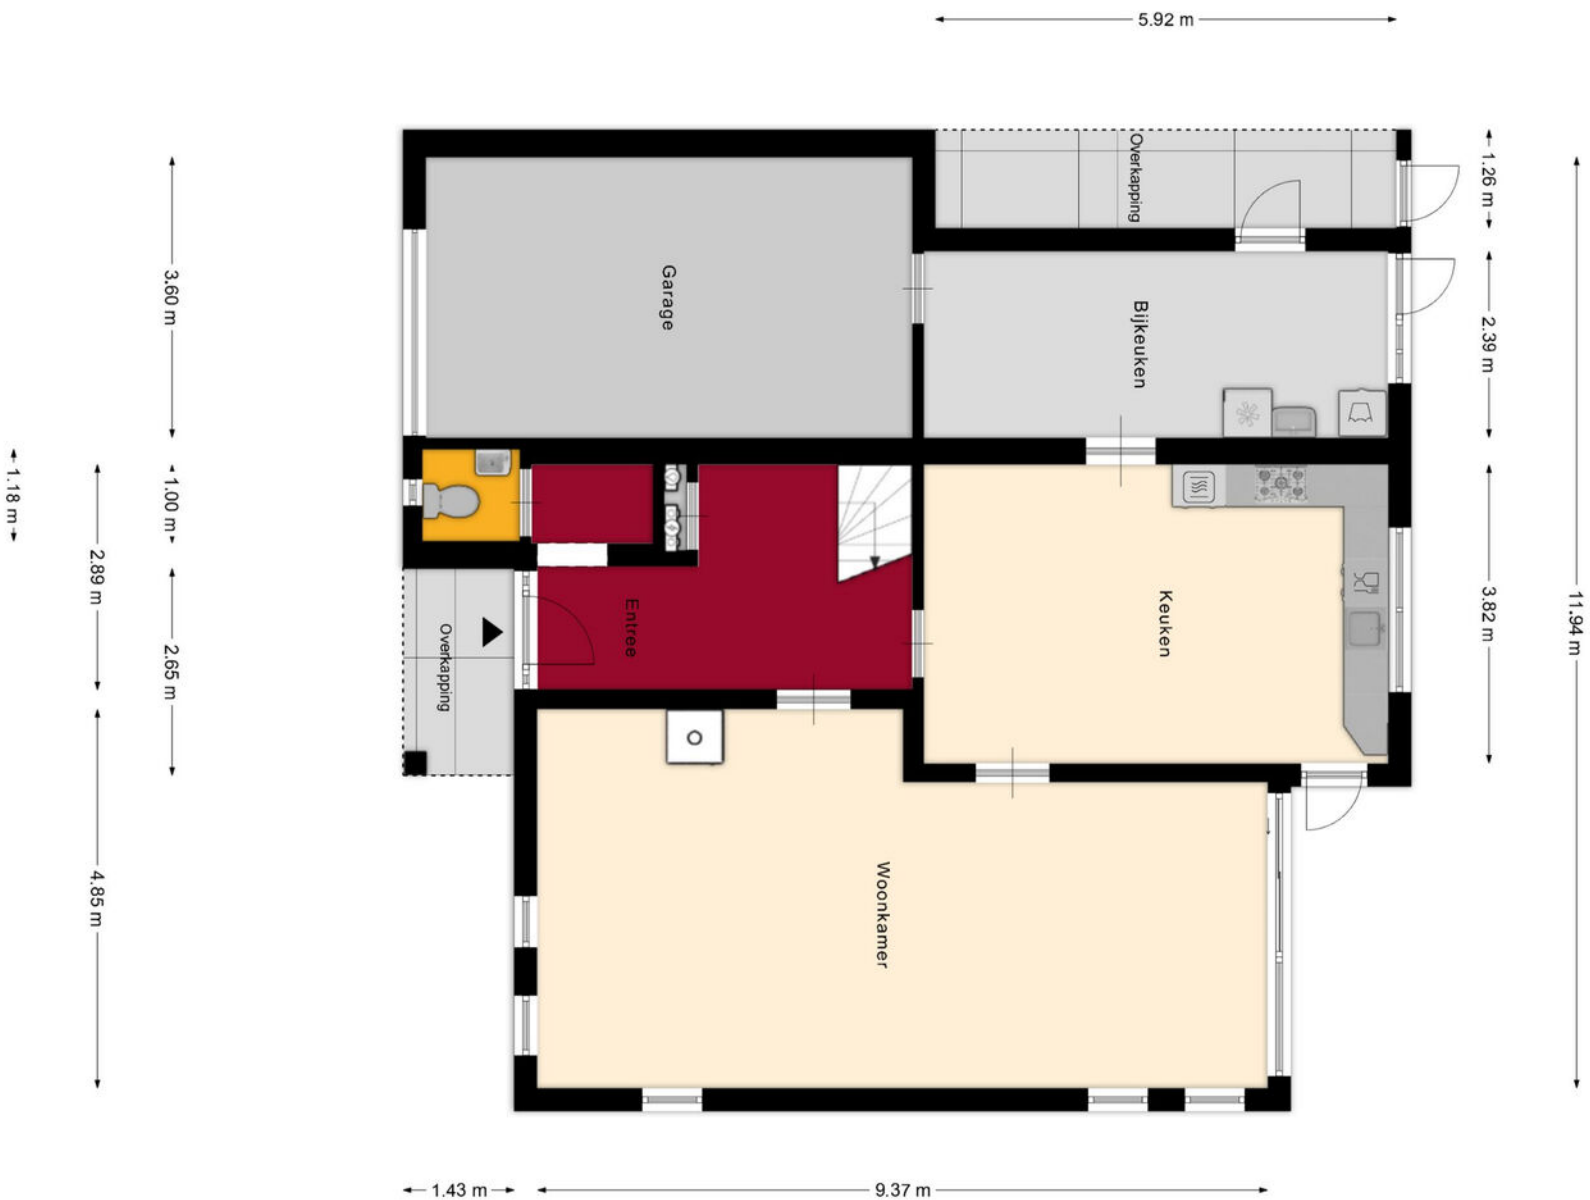 5.92 m
Overkapping
1.26 m
Garage
3.60 m
Bijkeuken
2.39 m
1.18 m
1.00 m
2.89 m
Entree
Keuken
3.82 m
11.94 m
Overkapping
2.65 m
Woonkamer
4.85 m
1.43 m
9.37 m